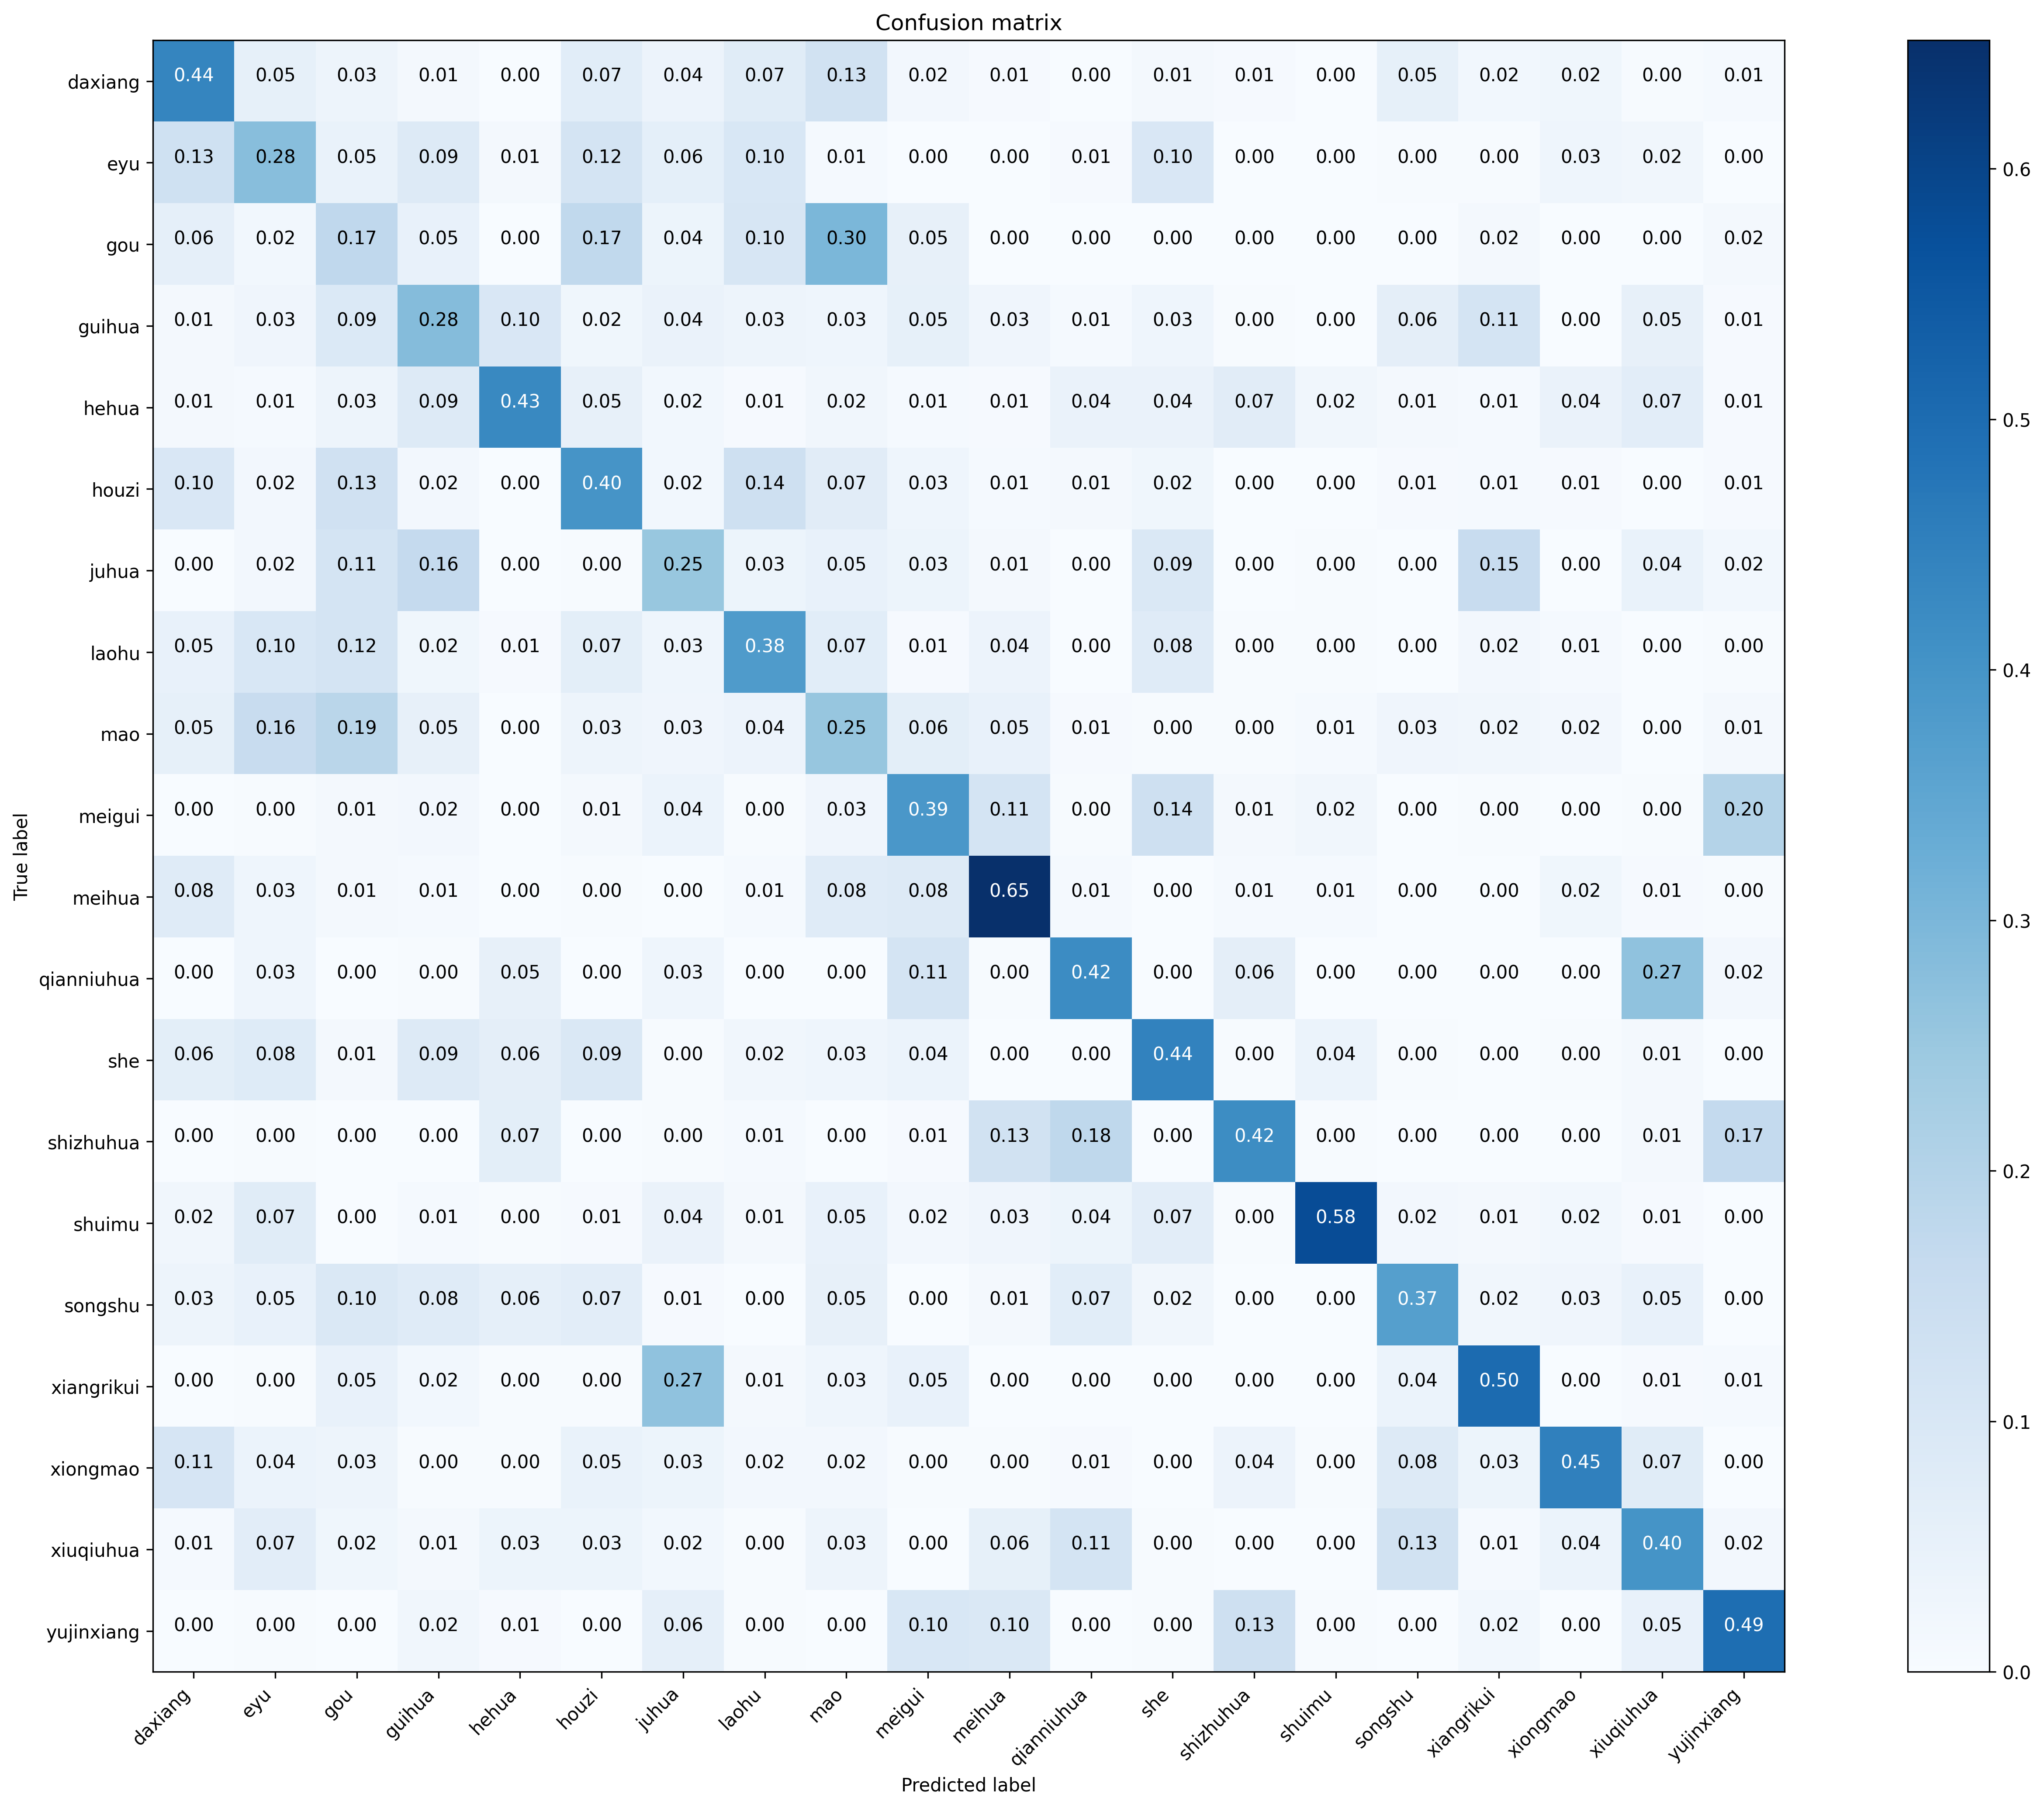 Confusion matrix
daxiang 0.44 0.05 0.03 0.01 0.00 0.07 0.04 0.07 0.13 0.02 0.01 0.00 0.01 0.01 0.00 0.05 0.02 0.02 0.00 0.01
eyu 0.13 0.28 0.05 0.09 0.01 0.12 0.06 0.10 0.01 0.00 0.00 0.01 0.10 0.00 0.00 0.00 0.00 0.03 0.02 0.00
gou 0.06 0.02 0.17 0.05 0.00 0.17 0.04 0.10 0.30 0.05 0.00 0.00 0.00 0.00 0.00 0.00 0.02 0.00 0.00 0.02
guihua 0.01 0.03 0.09 0.28 0.10 0.02 0.04 0.03 0.03 0.05 0.03 0.01 0.03 0.00 0.00 0.06 0.11 0.00 0.05 0.01
hehua 0.01 0.01 0.03 0.09 0.43 0.05 0.02 0.01 0.02 0.01 0.01 0.04 0.04 0.07 0.02 0.01 0.01 0.04 0.07 0.01
houzi 0.10 0.02 0.13 0.02 0.00 0.40 0.02 0.14 0.07 0.03 0.01 0.01 0.02 0.00 0.00 0.01 0.01 0.01 0.00 0.01
juhua 0.00 0.02 0.11 0.16 0.00 0.00 0.25 0.03 0.05 0.03 0.01 0.00 0.09 0.00 0.00 0.00 0.15 0.00 0.04 0.02
laohu 0.05 0.10 0.12 0.02 0.01 0.07 0.03 0.38 0.07 0.01 0.04 0.00 0.08 0.00 0.00 0.00 0.02 0.01 0.00 0.00
mao 0.05 0.16 0.19 0.05 0.00 0.03 0.03 0.04 0.25 0.06 0.05 0.01 0.00 0.00 0.01 0.03 0.02 0.02 0.00 0.01
meigui 0.00 0.00 0.01 0.02 0.00 0.01 0.04 0.00 0.03 0.39 0.11 0.00 0.14 0.01 0.02 0.00 0.00 0.00 0.00 0.20
meihua 0.08 0.03 0.01 0.01 0.00 0.00 0.00 0.01 0.08 0.08 0.65 0.01 0.00 0.01 0.01 0.00 0.00 0.02 0.01 0.00
qianniuhua 0.00 0.03 0.00 0.00 0.05 0.00 0.03 0.00 0.00 0.11 0.00 0.42 0.00 0.06 0.00 0.00 0.00 0.00 0.27 0.02
she 0.06 0.08 0.01 0.09 0.06 0.09 0.00 0.02 0.03 0.04 0.00 0.00 0.44 0.00 0.04 0.00 0.00 0.00 0.01 0.00
shizhuhua 0.00 0.00 0.00 0.00 0.07 0.00 0.00 0.01 0.00 0.01 0.13 0.18 0.00 0.42 0.00 0.00 0.00 0.00 0.01 0.17
shuimu 0.02 0.07 0.00 0.01 0.00 0.01 0.04 0.01 0.05 0.02 0.03 0.04 0.07 0.00 0.58 0.02 0.01 0.02 0.01 0.00
songshu 0.03 0.05 0.10 0.08 0.06 0.07 0.01 0.00 0.05 0.00 0.01 0.07 0.02 0.00 0.00 0.37 0.02 0.03 0.05 0.00
xiangrikui 0.00 0.00 0.05 0.02 0.00 0.00 0.27 0.01 0.03 0.05 0.00 0.00 0.00 0.00 0.00 0.04 0.50 0.00 0.01 0.01
xiongmao 0.11 0.04 0.03 0.00 0.00 0.05 0.03 0.02 0.02 0.00 0.00 0.01 0.00 0.04 0.00 0.08 0.03 0.45 0.07 0.00
xiuqiuhua 0.01 0.07 0.02 0.01 0.03 0.03 0.02 0.00 0.03 0.00 0.06 0.11 0.00 0.00 0.00 0.13 0.01 0.04 0.40 0.02
yujinxiang 0.00 0.00 0.00 0.02 0.01 0.00 0.06 0.00 0.00 0.10 0.10 0.00 0.00 0.13 0.00 0.00 0.02 0.00 0.05 0.49
daxiang eyu gou guihua hehua houzi juhua laohu mao meigui meihua qianniuhua she shizhuhua shuimu songshu xiangrikui xiongmao xiuqiuhua yujinxiang
Predicted label
True label
0.6
0.5
0.4
0.3
0.2
0.1
0.0